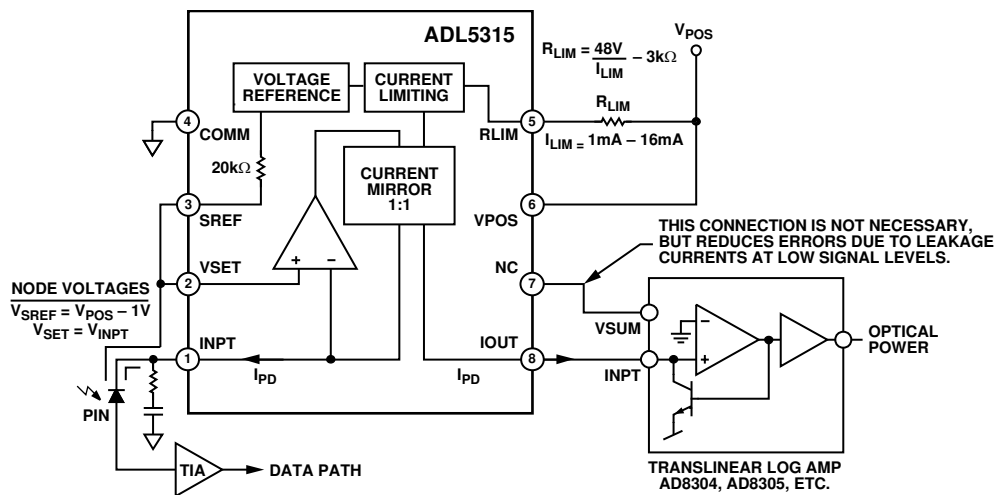 ADL5315
VOLTAGE
REFERENCE
CURRENT
LIMITING
4
COMM
20kΩ
3
SREF
2
VSET
1
INPT
CURRENT
MIRROR
1:1
+ −
I_PD
I_PD
5
RLIM
6
VPOS
NC
7
IOUT
8
R_LIM = 48V / I_LIM − 3kΩ
V_POS
R_LIM
I_LIM = 1mA − 16mA
THIS CONNECTION IS NOT NECESSARY,
BUT REDUCES ERRORS DUE TO LEAKAGE
CURRENTS AT LOW SIGNAL LEVELS.
NODE VOLTAGES
V_SREF = V_POS − 1V
V_SET = V_INPT
PIN
TIA
DATA PATH
VSUM
INPT
−
+
OPTICAL
POWER
TRANSLINEAR LOG AMP
AD8304, AD8305, ETC.